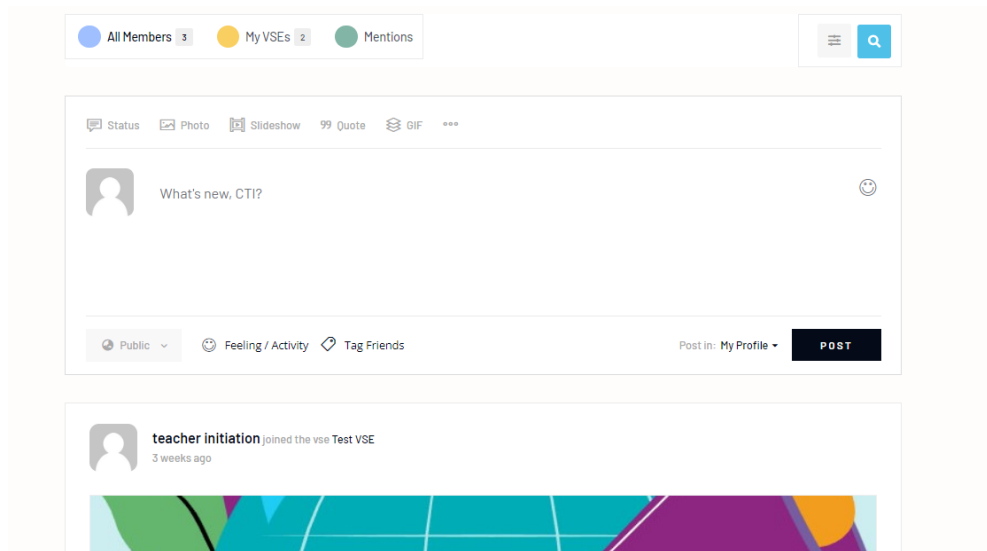 All Members 3 My VSEs 2 Mentions
Status Photo Slideshow 99 Quote GIF
What's new, CTI?
Public Feeling / Activity Tag Friends Post in: My Profile POST
teacher initiation joined the vse Test VSE
3 weeks ago